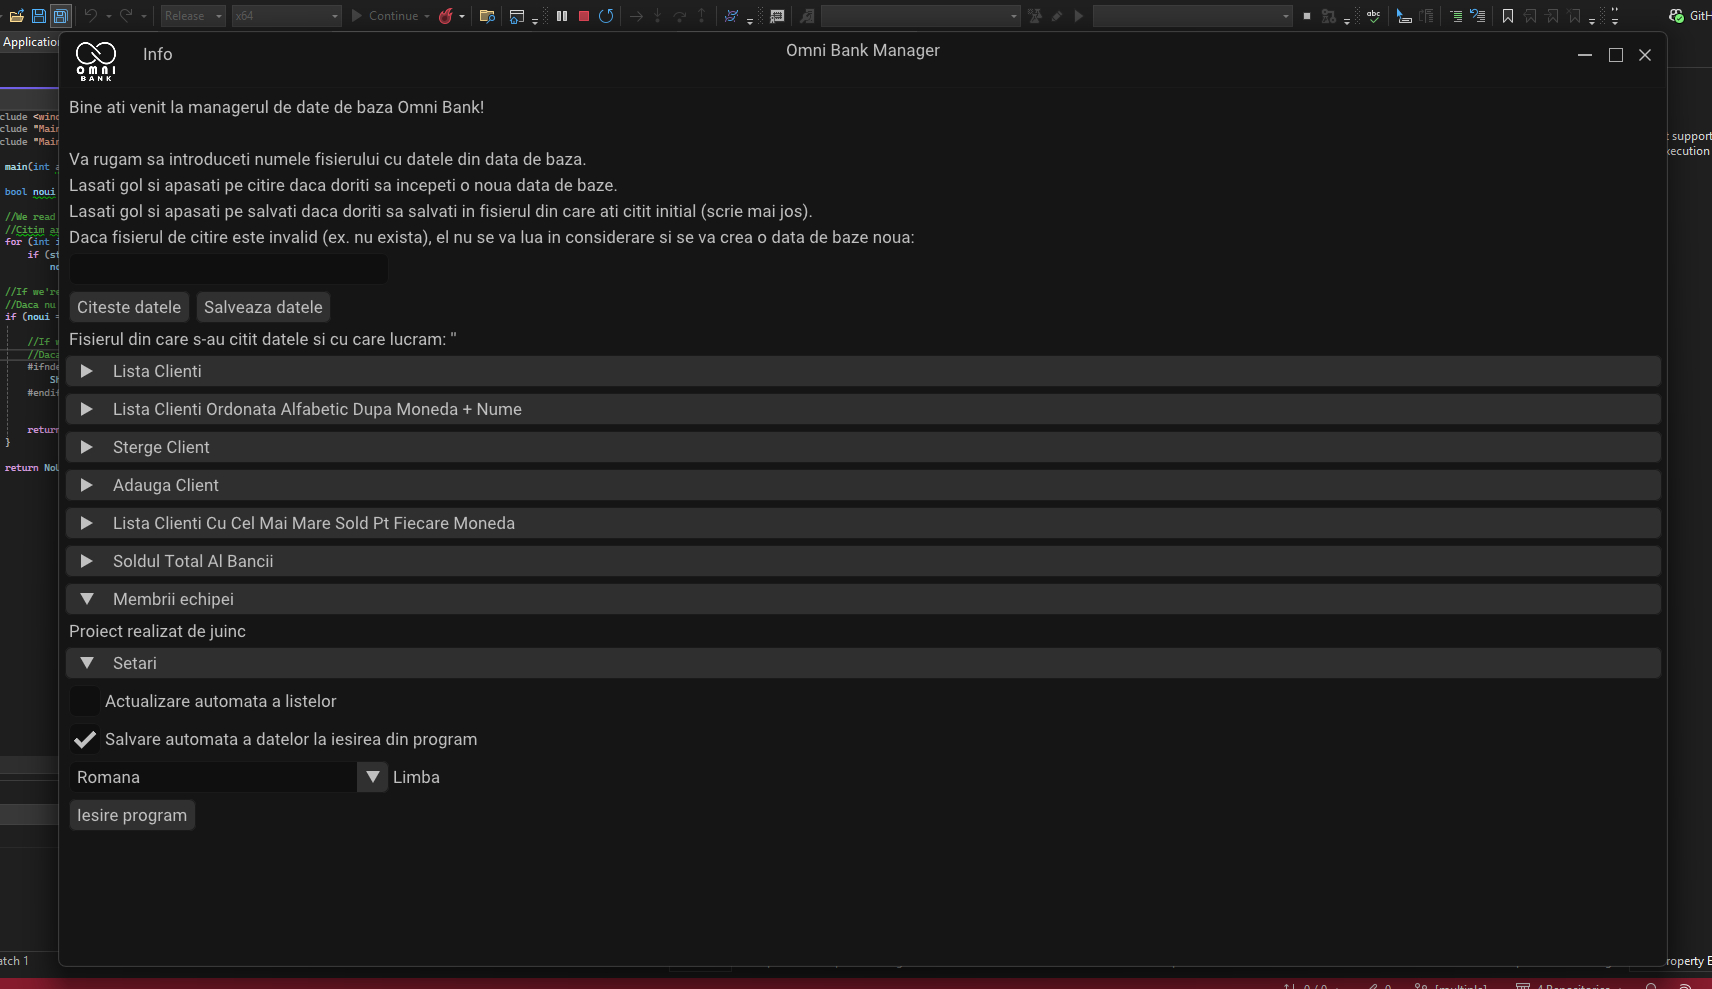 Release
x64
Continue
GitH
Applicatio
OMNI
BANK
Info
Omni Bank Manager
Bine ati venit la managerul de date de baza Omni Bank!
Va rugam sa introduceti numele fisierului cu datele din data de baza.
Lasati gol si apasati pe citire daca doriti sa incepeti o noua data de baze.
Lasati gol si apasati pe salvati daca doriti sa salvati in fisierul din care ati citit initial (scrie mai jos).
Daca fisierul de citire este invalid (ex. nu exista), el nu se va lua in considerare si se va crea o data de baze noua:
Citeste datele
Salveaza datele
Fisierul din care s-au citit datele si cu care lucram: ''
Lista Clienti
Lista Clienti Ordonata Alfabetic Dupa Moneda + Nume
Sterge Client
Adauga Client
Lista Clienti Cu Cel Mai Mare Sold Pt Fiecare Moneda
Soldul Total Al Bancii
Membrii echipei
Proiect realizat de juinc
Setari
Actualizare automata a listelor
Salvare automata a datelor la iesirea din program
Romana
Limba
Iesire program
clude <winc
clude "Mair
clude "Mair
main(int a
bool noui
//We read
//Citim ar
for (int i
if (st
no
//If we're
//Daca nu
if (noui =
//If w
//Daca
#ifnde
Sh
#endif
return
}
return NoU
support
xecution
atch 1
roperty E